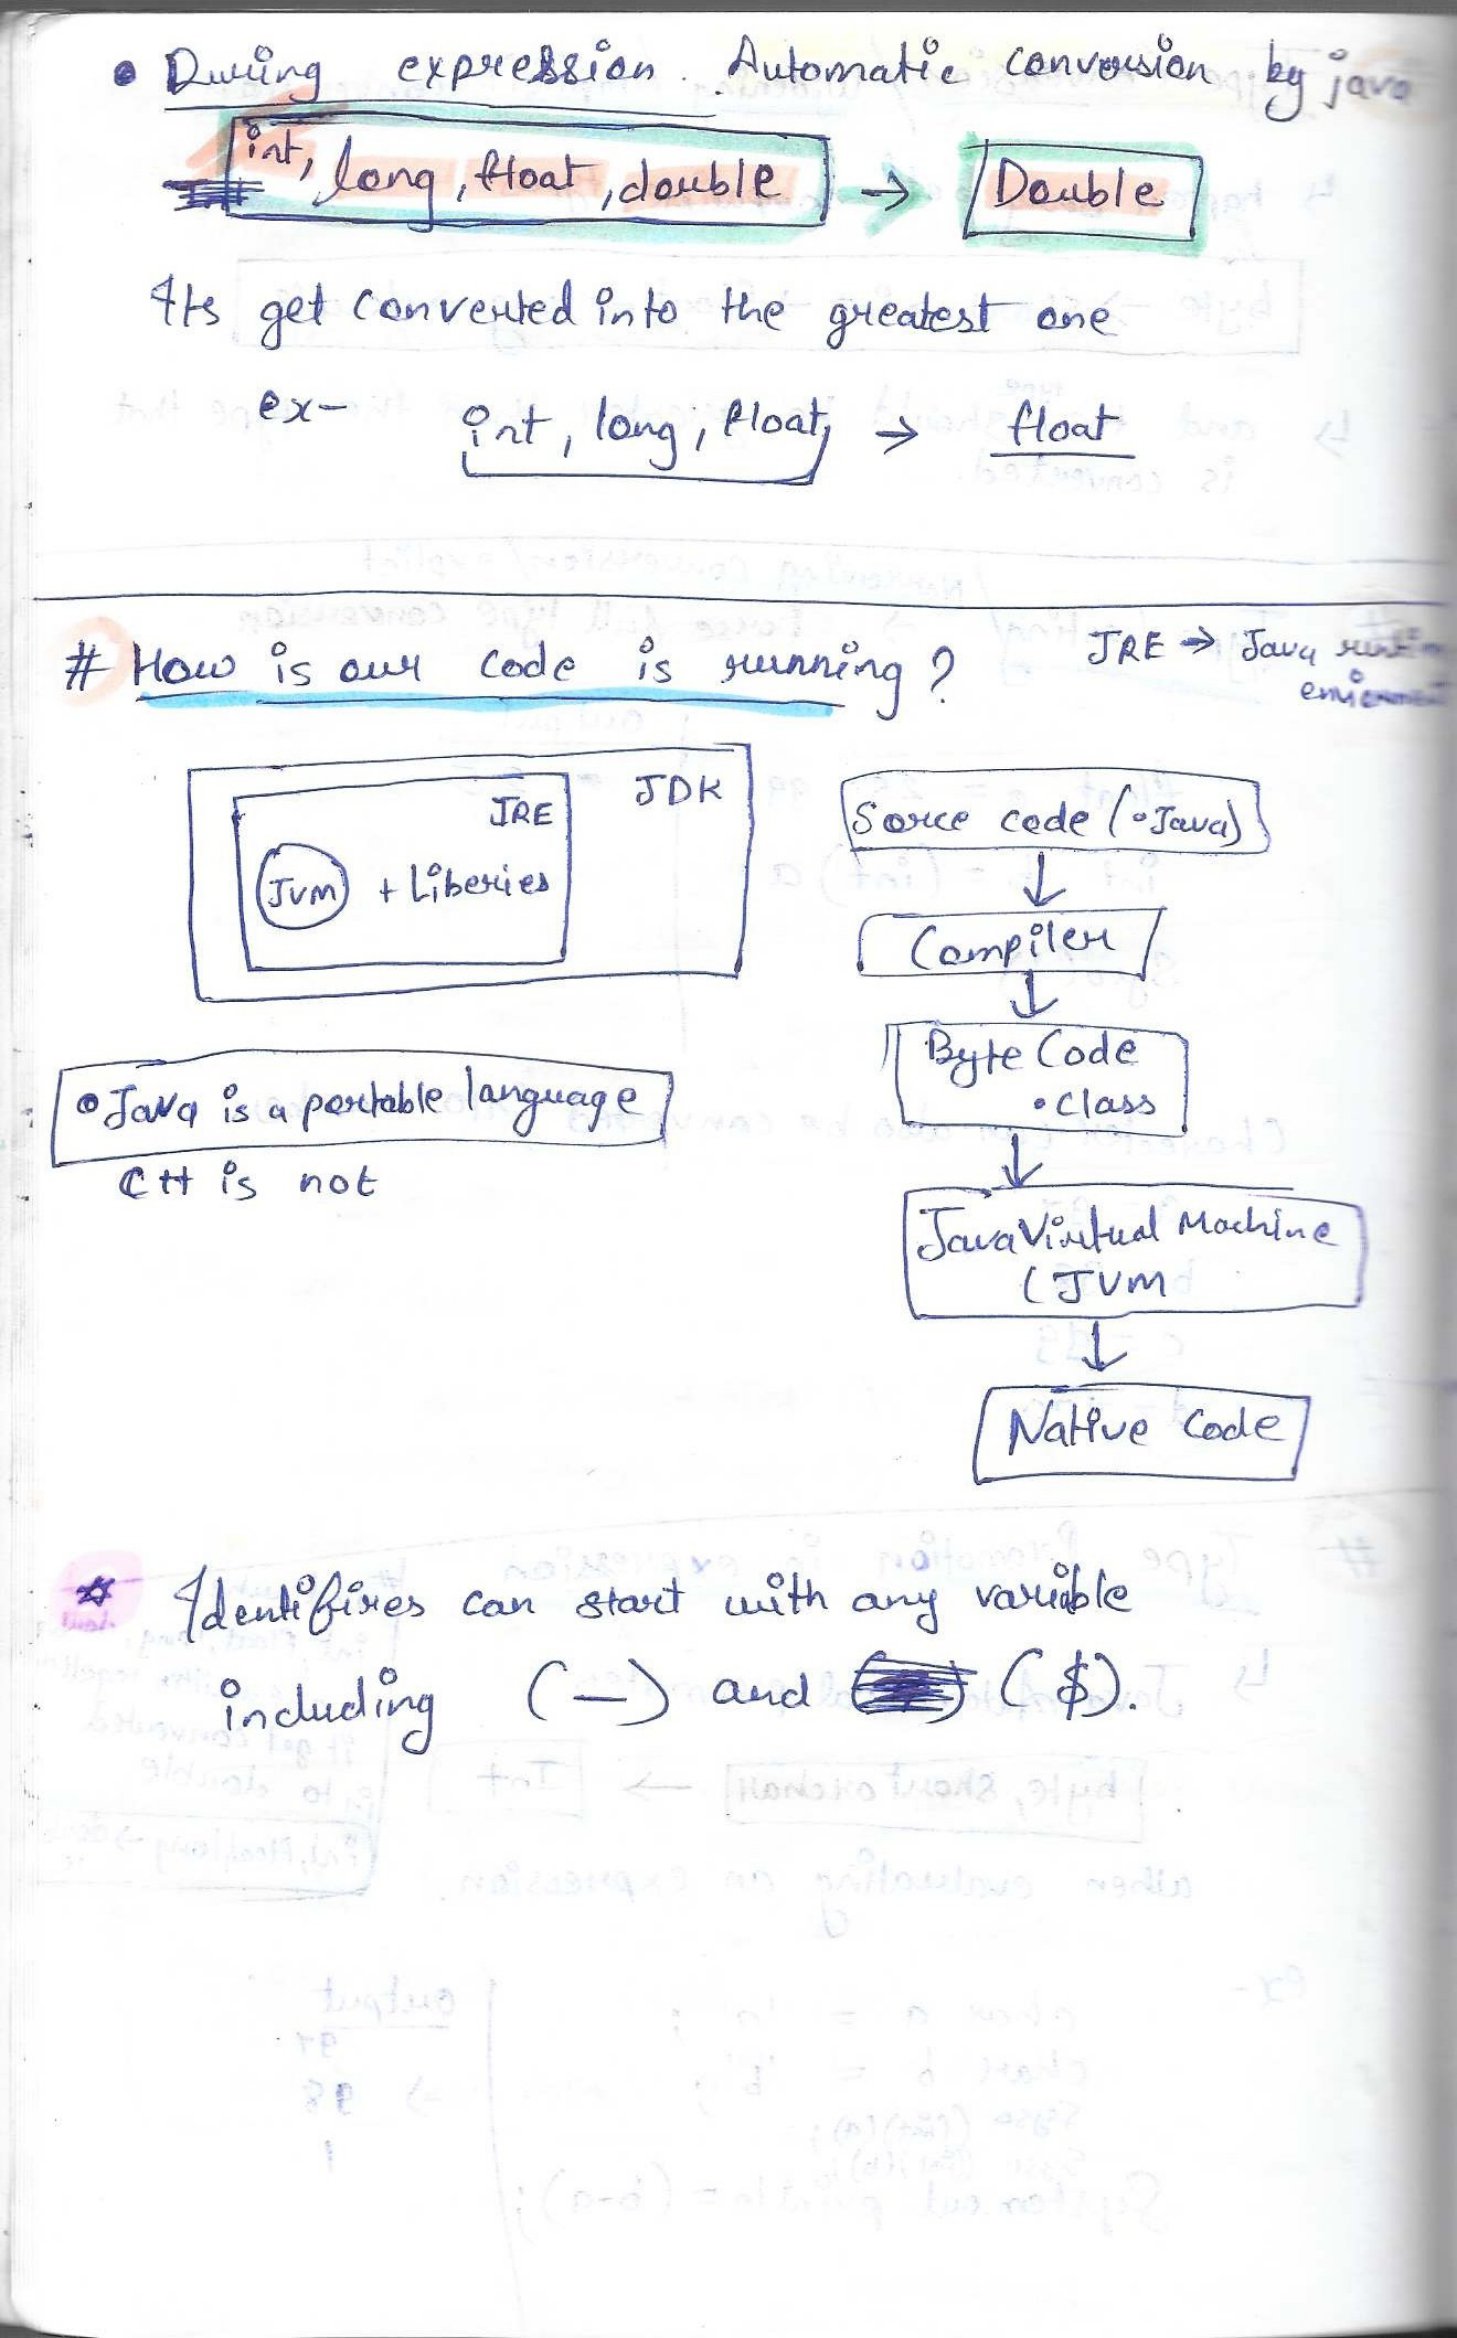 • During expression. Automatic conversion by java
int, long, float, double → Double
Its get converted into the greatest one
ex- int, long, float, → float
# How is our code is running?
JRE → Java runtime
enviroment
JDK
JRE
JVM + Liberies
Sorce code (.Java)
↓
Compiler
↓
Byte Code
.class
↓
Java Virtual Machine
(JVM
↓
Native Code
• Java is a portable language
C++ is not
* Identifires can start with any varible
including (_) and ($).